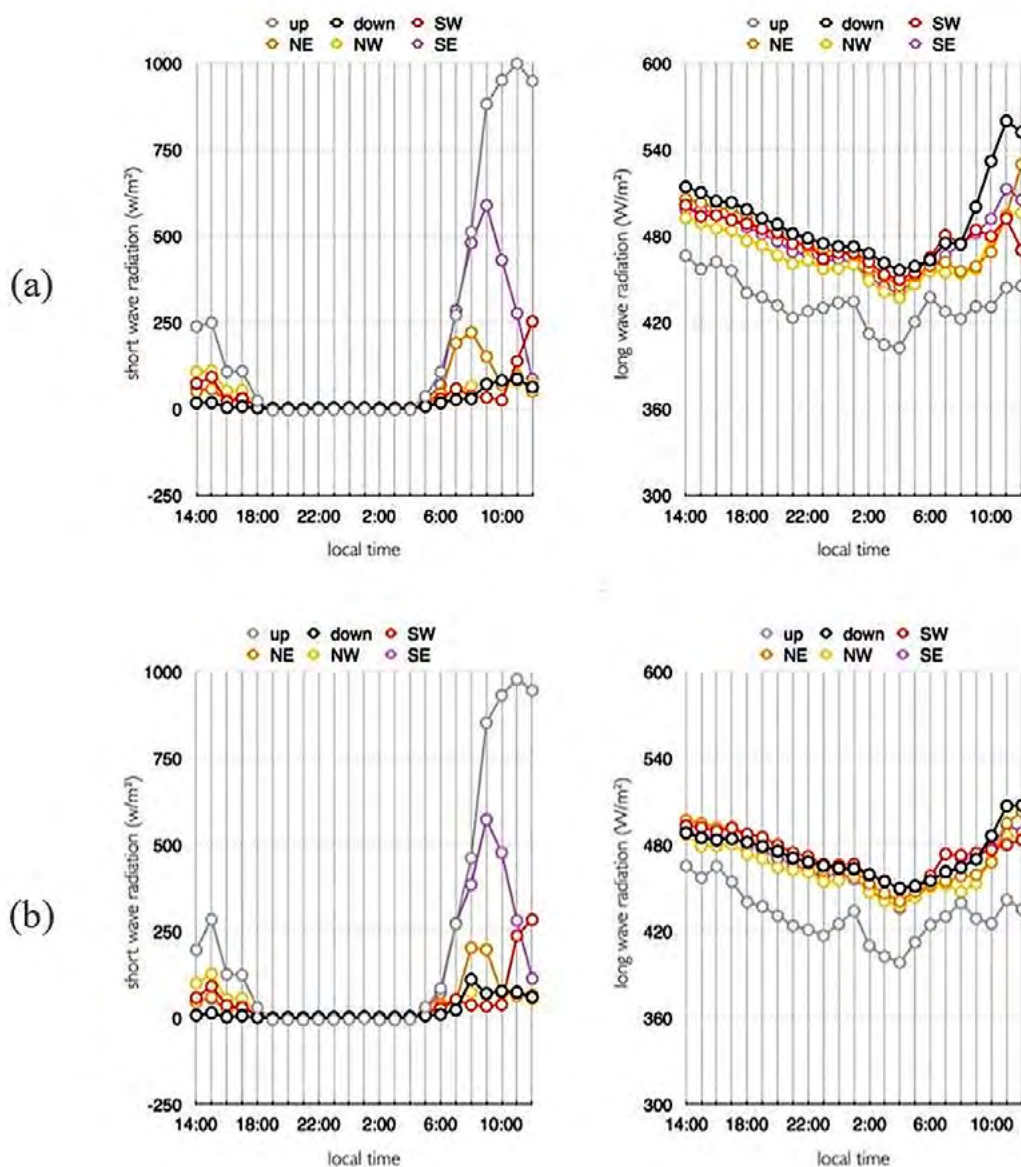 up down SW
NE NW SE
up down SW
NE NW SE
short wave radiation (w/m²)
1000
750
500
250
0
-250
14:00 18:00 22:00 2:00 6:00 10:00
local time
long wave radiation (W/m²)
600
540
480
420
360
300
14:00 18:00 22:00 2:00 6:00 10:00
local time
(a)
up down SW
NE NW SE
up down SW
NE NW SE
short wave radiation (w/m²)
1000
750
500
250
0
-250
14:00 18:00 22:00 2:00 6:00 10:00
local time
long wave radiation (W/m²)
600
540
480
420
360
300
14:00 18:00 22:00 2:00 6:00 10:00
local time
(b)